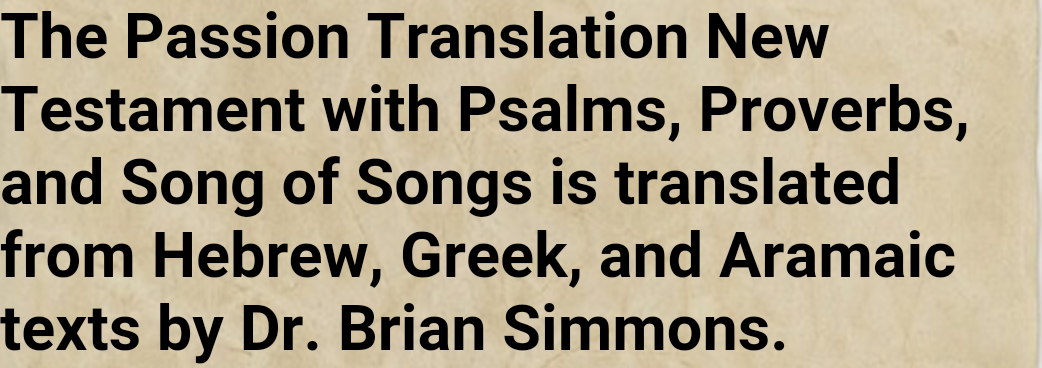 The Passion Translation New
Testament with Psalms, Proverbs,
and Song of Songs is translated
from Hebrew, Greek, and Aramaic
texts by Dr. Brian Simmons.